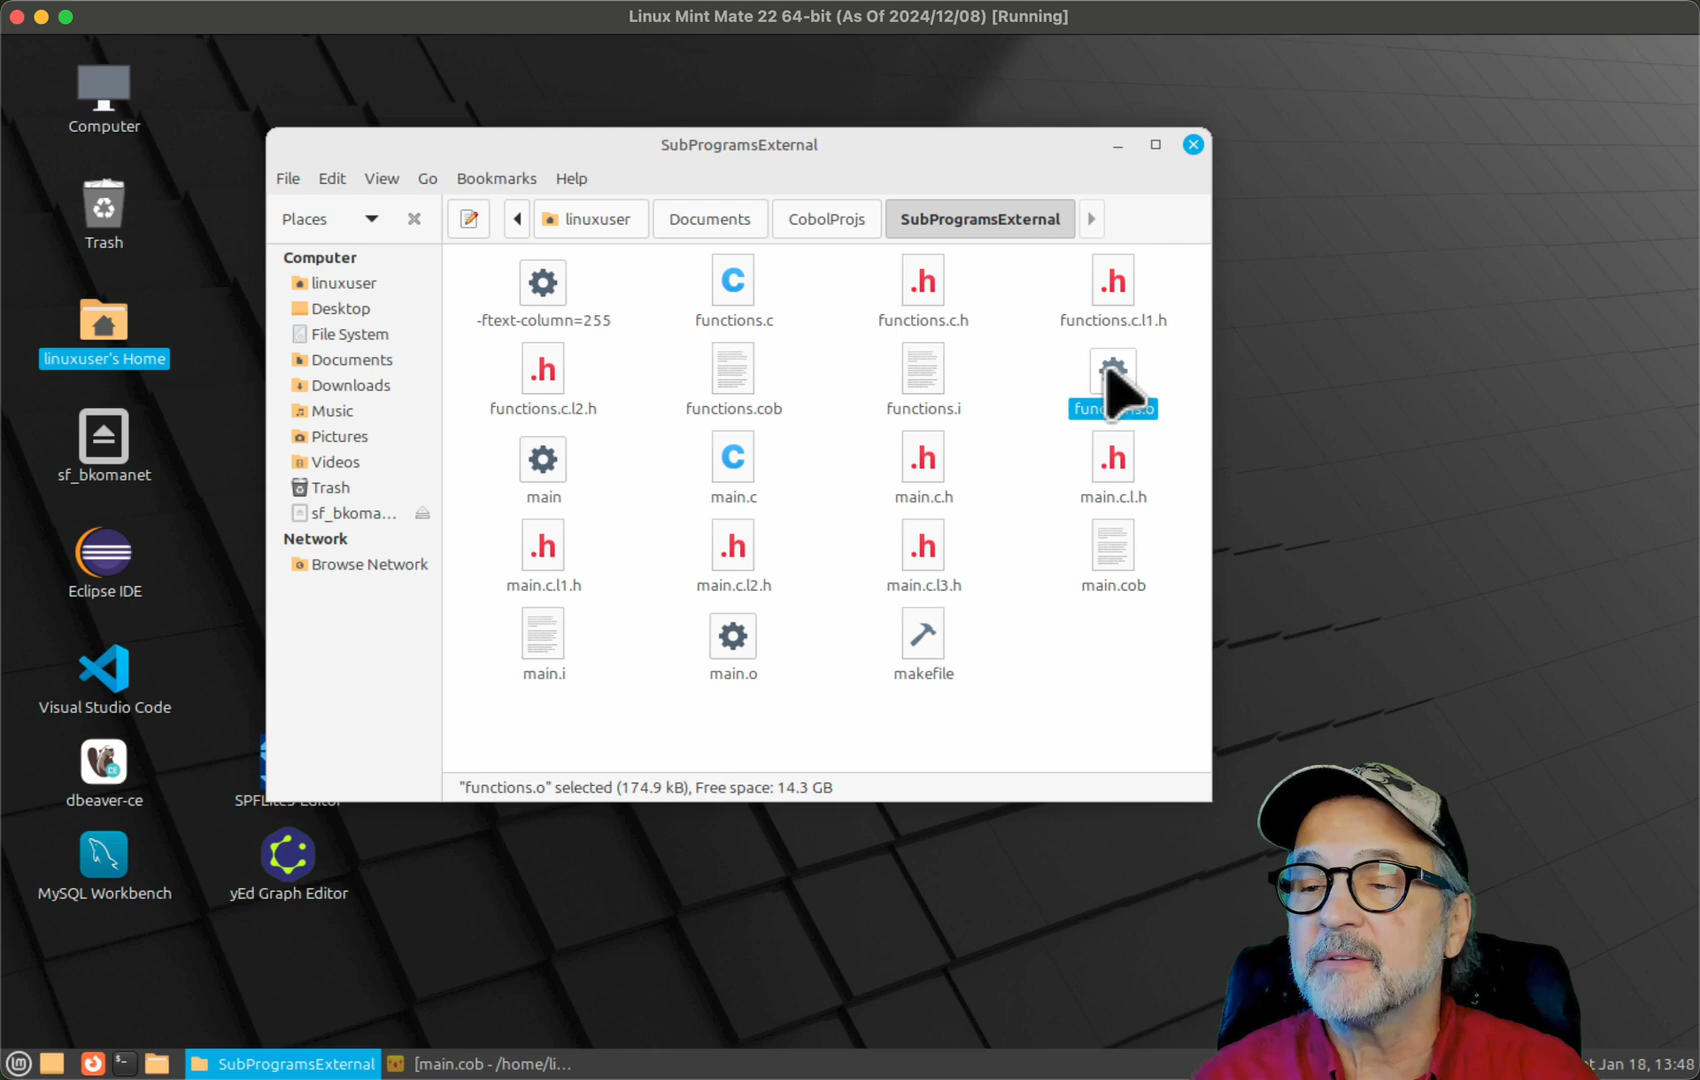 Linux Mint Mate 22 64-bit (As Of 2024/12/08) [Running]
Computer
Trash
linuxuser's Home
sf_bkomanet
Eclipse IDE
Visual Studio Code
dbeaver-ce
MySQL Workbench
yEd Graph Editor
SubProgramsExternal
File Edit View Go Bookmarks Help
Places
linuxuser Documents CobolProjs SubProgramsExternal
Computer
linuxuser
Desktop
File System
Documents
Downloads
Music
Pictures
Videos
Trash
sf_bkoma...
Network
Browse Network
C .h .h
-ftext-column=255 functions.c functions.c.h functions.c.l1.h
.h
functions.c.l2.h functions.cob functions.i
C .h .h
main main.c main.c.h main.c.l.h
.h .h .h
main.c.l1.h main.c.l2.h main.c.l3.h main.cob
main.i main.o makefile
"functions.o" selected (174.9 kB), Free space: 14.3 GB
SubProgramsExternal
[main.cob - /home/li...
Jan 18, 13:48